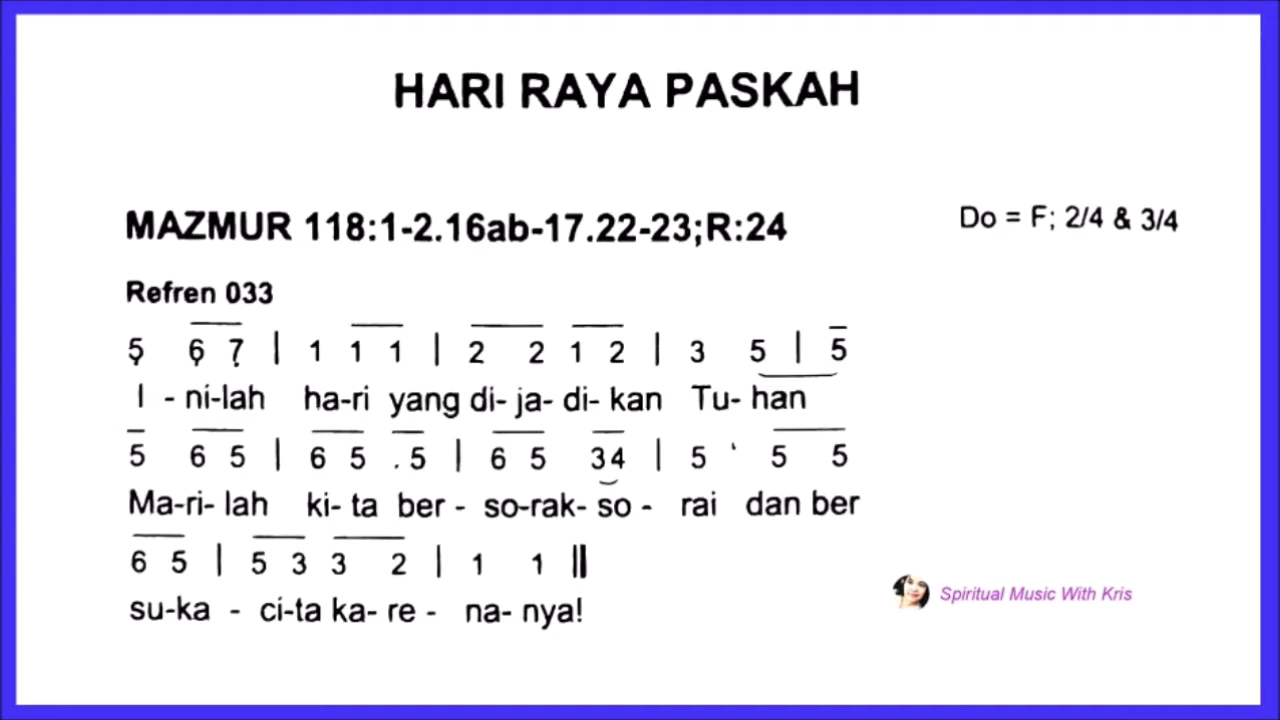 HARI RAYA PASKAH
MAZMUR 118:1-2.16ab-17.22-23;R:24
Do = F; 2/4 & 3/4
Refren 033
5̣ 6̣ 7̣ | 1 1 1 | 2 2 1 2 | 3 5 | 5
I - ni-lah ha-ri yang di- ja- di- kan Tu- han
5 6 5 | 6 5 . 5 | 6 5 3 4 | 5 ‘ 5 5
Ma-ri- lah ki- ta ber - so-rak- so - rai dan ber
6 5 | 5 3 3 2 | 1 1 ||
su-ka - ci-ta ka- re - na- nya!
Spiritual Music With Kris